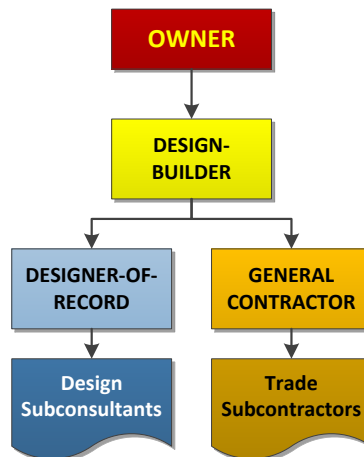 OWNER
DESIGN-
BUILDER
DESIGNER-OF-
RECORD
GENERAL
CONTRACTOR
Design
Subconsultants
Trade
Subcontractors